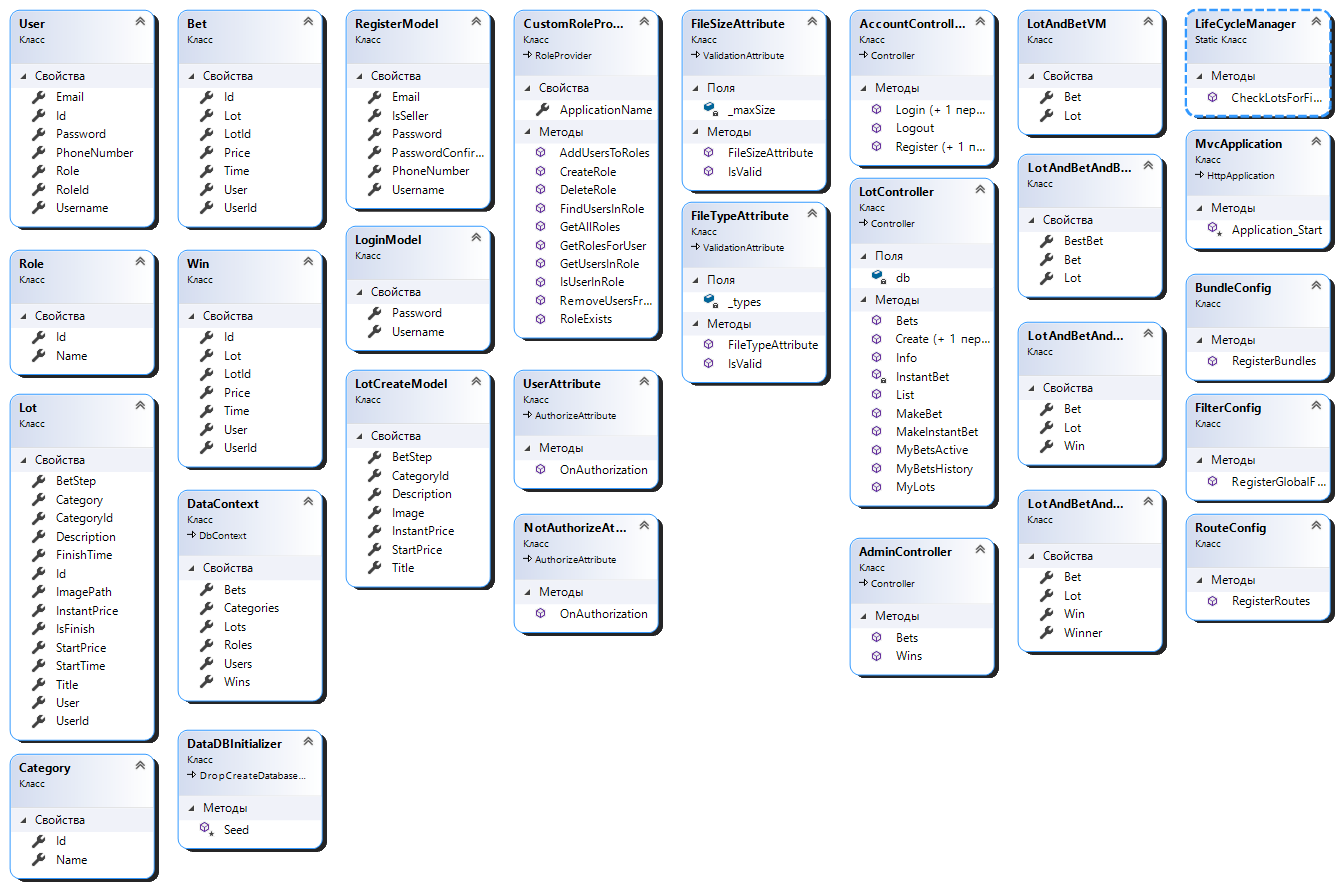 User
Класс
Свойства
Email
Id
Password
PhoneNumber
Role
RoleId
Username
Role
Класс
Свойства
Id
Name
Lot
Класс
Свойства
BetStep
Category
CategoryId
Description
FinishTime
Id
ImagePath
InstantPrice
IsFinish
StartPrice
StartTime
Title
User
UserId
Category
Класс
Свойства
Id
Name
Bet
Класс
Свойства
Id
Lot
LotId
Price
Time
User
UserId
Win
Класс
Свойства
Id
Lot
LotId
Price
Time
User
UserId
DataContext
Класс
DbContext
Свойства
Bets
Categories
Lots
Roles
Users
Wins
DataDBInitializer
Класс
DropCreateDatabase...
Методы
Seed
RegisterModel
Класс
Свойства
Email
IsSeller
Password
PasswordConfir...
PhoneNumber
Username
LoginModel
Класс
Свойства
Password
Username
LotCreateModel
Класс
Свойства
BetStep
CategoryId
Description
Image
InstantPrice
StartPrice
Title
CustomRolePro...
Класс
RoleProvider
Свойства
ApplicationName
Методы
AddUsersToRoles
CreateRole
DeleteRole
FindUsersInRole
GetAllRoles
GetRolesForUser
GetUsersInRole
IsUserInRole
RemoveUsersFr...
RoleExists
UserAttribute
Класс
AuthorizeAttribute
Методы
OnAuthorization
NotAuthorizeAt...
Класс
AuthorizeAttribute
Методы
OnAuthorization
FileSizeAttribute
Класс
ValidationAttribute
Поля
_maxSize
Методы
FileSizeAttribute
IsValid
FileTypeAttribute
Класс
ValidationAttribute
Поля
_types
Методы
FileTypeAttribute
IsValid
AccountControll...
Класс
Controller
Методы
Login (+ 1 пер...
Logout
Register (+ 1 п...
LotController
Класс
Controller
Поля
db
Методы
Bets
Create (+ 1 пер...
Info
InstantBet
List
MakeBet
MakeInstantBet
MyBetsActive
MyBetsHistory
MyLots
AdminController
Класс
Controller
Методы
Bets
Wins
LotAndBetVM
Класс
Свойства
Bet
Lot
LotAndBetAndB...
Класс
Свойства
BestBet
Bet
Lot
LotAndBetAnd...
Класс
Свойства
Bet
Lot
Win
LotAndBetAnd...
Класс
Свойства
Bet
Lot
Win
Winner
LifeCycleManager
Static Класс
Методы
CheckLotsForFi...
MvcApplication
Класс
HttpApplication
Методы
Application_Start
BundleConfig
Класс
Методы
RegisterBundles
FilterConfig
Класс
Методы
RegisterGlobalF...
RouteConfig
Класс
Методы
RegisterRoutes